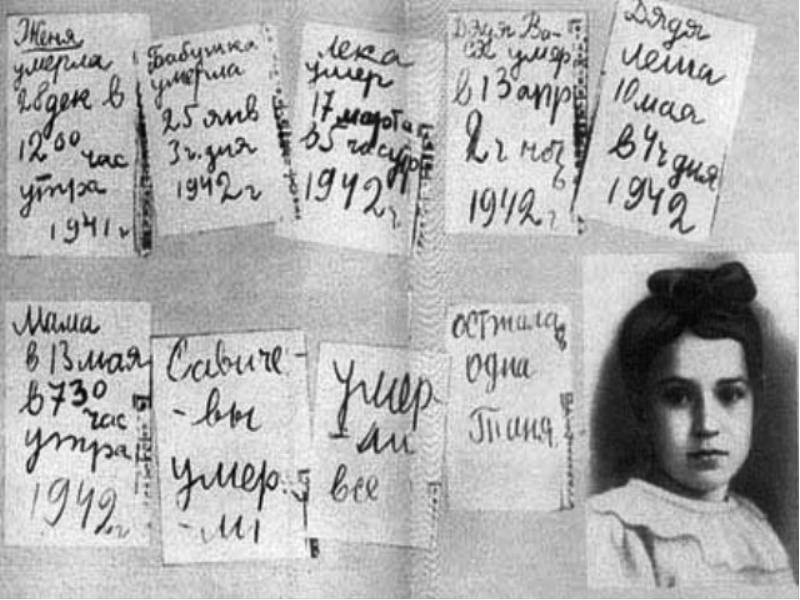 Женя
умерла
28 дек в
12 00 час
утра
1941 г
Бабушка
умерла
25 янв
3 ч. дня
1942 г
Лека
умер
17 марта
в 5 час утр
1942 г
Дядя Ва-
ся умер
в 13 апр
2 ч ночь
1942 г
Дядя
Леша
10 мая
в 4 ч дня
1942
Мама
в 13 мая
в 7 30
час
утра
1942 г
Савиче-
-вы
умер.
-ли
умер
-ли
все
осталась
одна
Таня